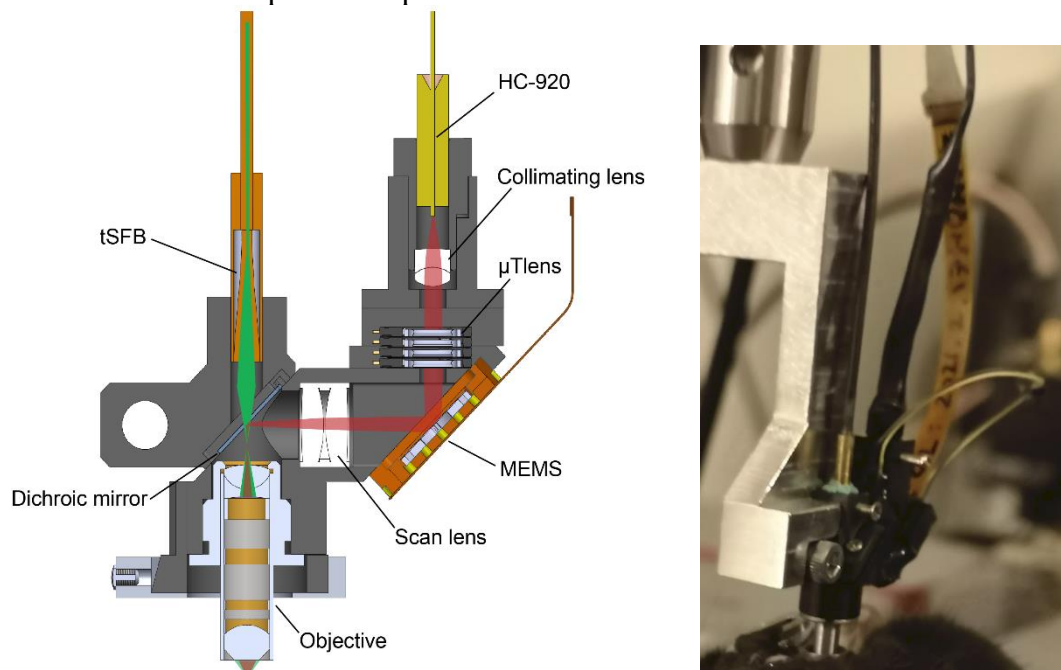 HC-920
Collimating lens
tSFB
µTlens
MEMS
Dichroic mirror
Scan lens
Objective